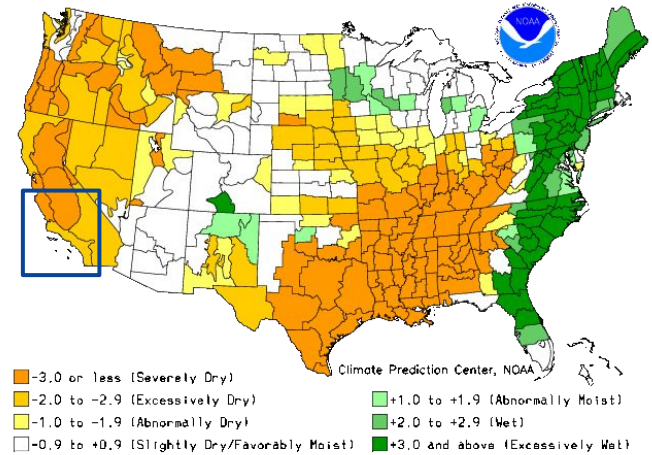 NOAA
Climate Prediction Center, NOAA
-3.0 or less (Severely Dry)
-2.0 to -2.9 (Excessively Dry)
-1.0 to -1.9 (Abnormally Dry)
-0.9 to +0.9 (Slightly Dry/Favorably Moist)
+1.0 to +1.9 (Abnormally Moist)
+2.0 to +2.9 (Wet)
+3.0 and above (Excessively Wet)